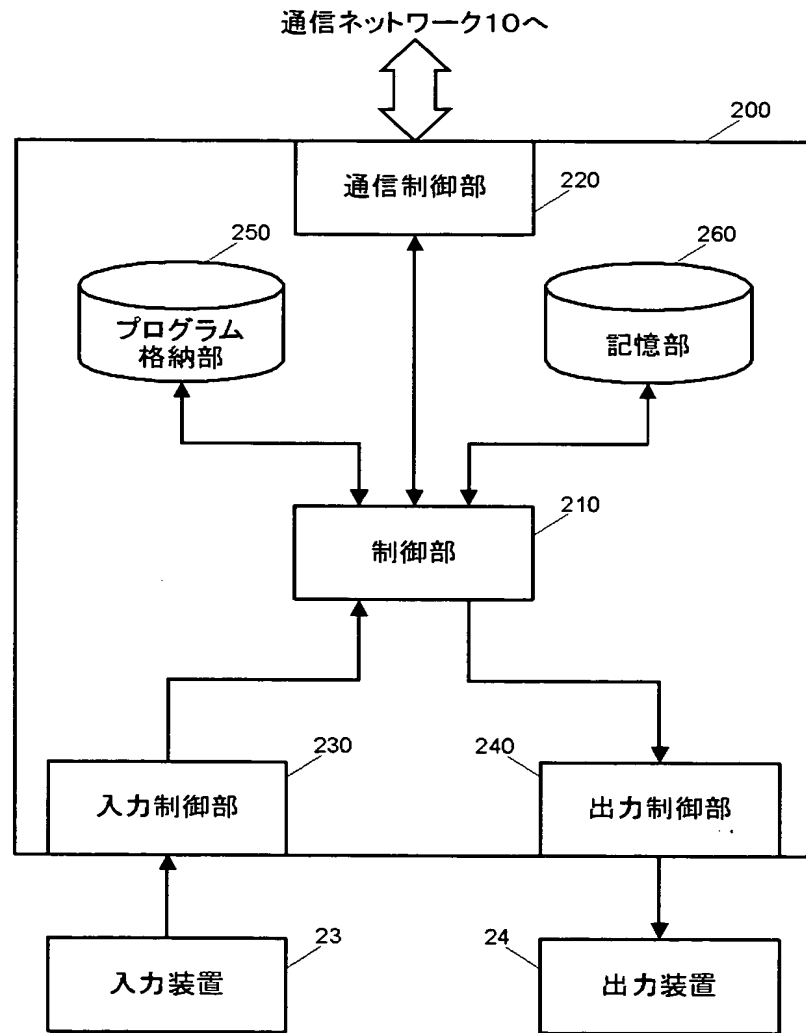 通信ネットワーク10へ
200
通信制御部
220
250
260
プログラム
格納部
記憶部
210
制御部
230
240
入力制御部
出力制御部
23
24
入力装置
出力装置